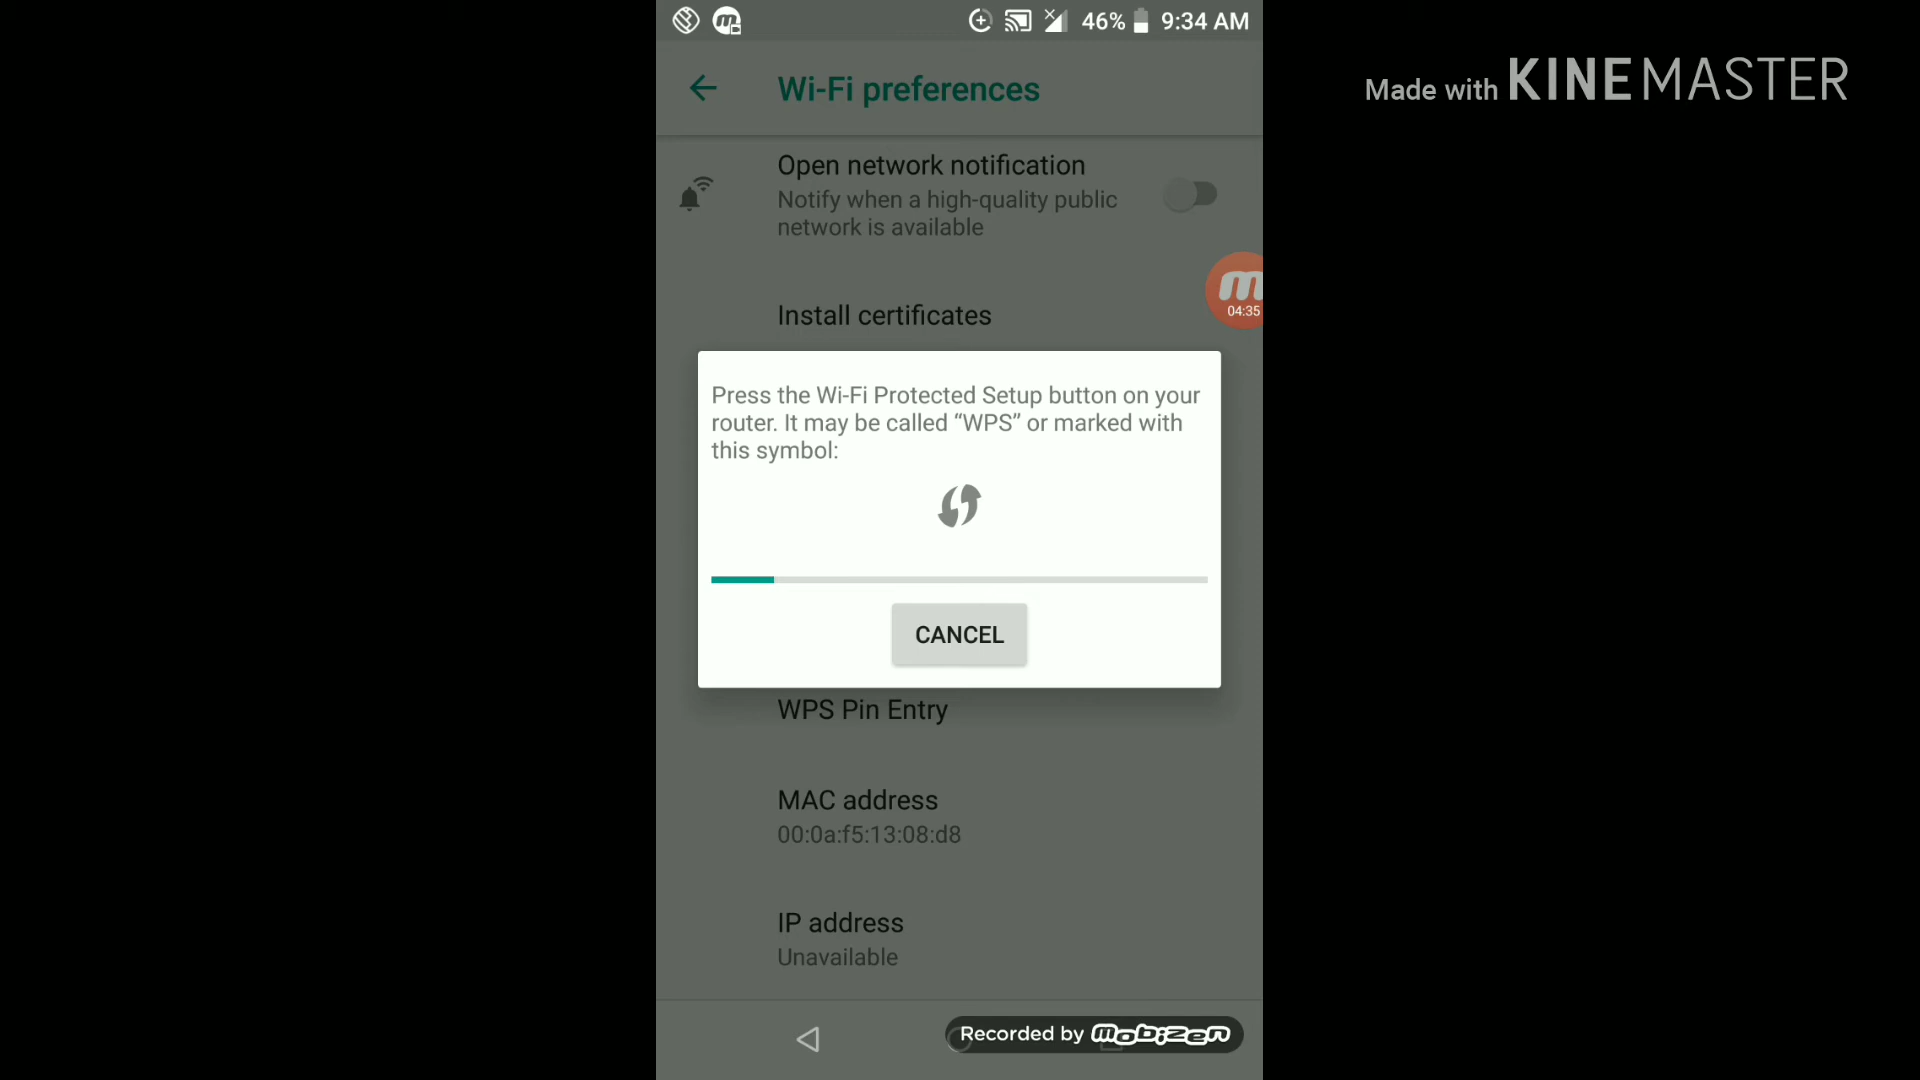 46% 9:34 AM
Made with KINEMASTER
Wi-Fi preferences
Open network notification
Notify when a high-quality public
network is available
04:35
Install certificates
Press the Wi-Fi Protected Setup button on your
router. It may be called “WPS” or marked with
this symbol:
CANCEL
WPS Pin Entry
MAC address
00:0a:f5:13:08:d8
IP address
Unavailable
Recorded by mobizen